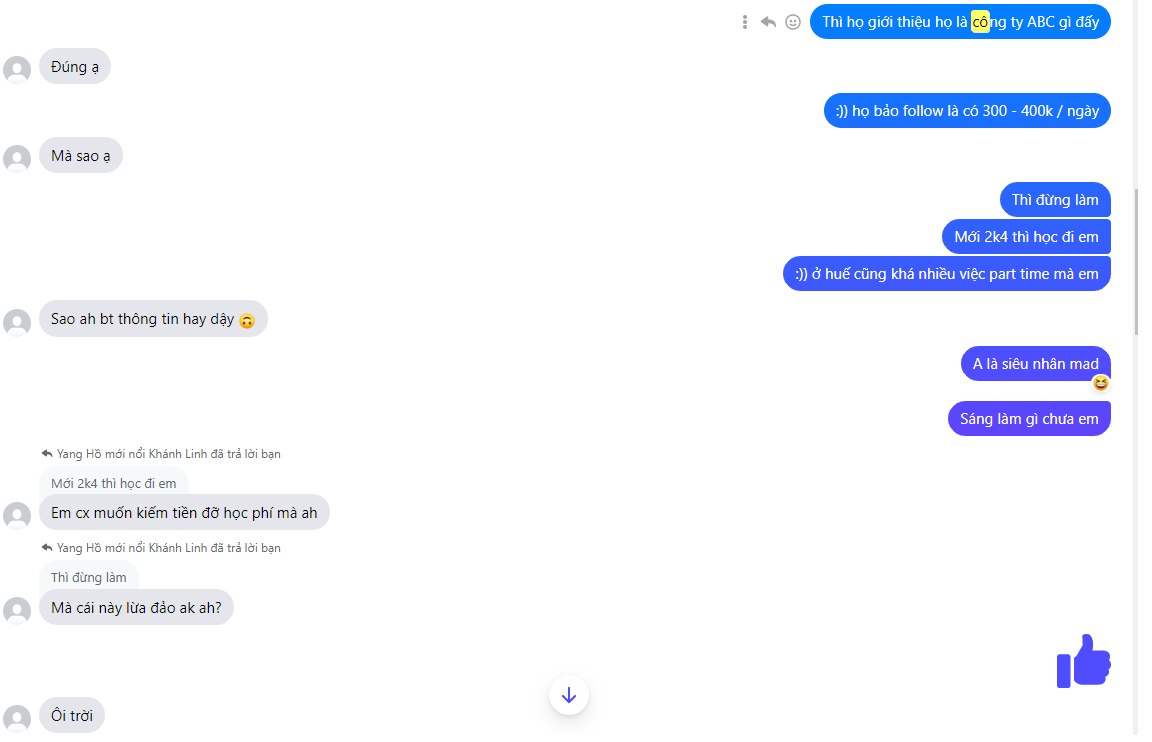 Thì họ giới thiệu họ là công ty ABC gì đấy
Đúng ạ
:)) họ bảo follow là có 300 - 400k / ngày
Mà sao ạ
Thì đừng làm
Mới 2k4 thì học đi em
:)) ở huế cũng khá nhiều việc part time mà em
Sao ah bt thông tin hay dậy
A là siêu nhân mad
Sáng làm gì chưa em
Yang Hồ mới nổi Khánh Linh đã trả lời bạn
Mới 2k4 thì học đi em
Em cx muốn kiếm tiền đỡ học phí mà ah
Yang Hồ mới nổi Khánh Linh đã trả lời bạn
Thì đừng làm
Mà cái này lừa đảo ak ah?
Ôi trời